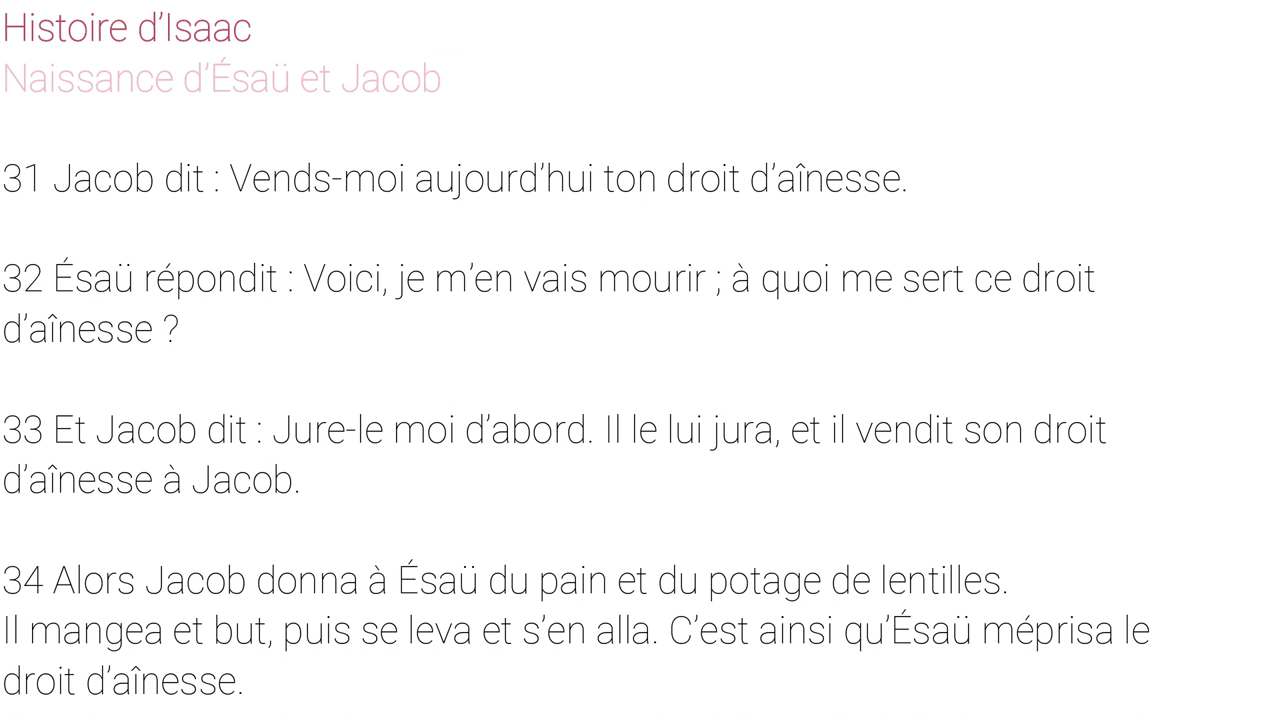 Histoire d’Isaac
Naissance d’Ésaü et Jacob
31 Jacob dit : Vends-moi aujourd’hui ton droit d’aînesse.
32 Ésaü répondit : Voici, je m’en vais mourir ; à quoi me sert ce droit
d’aînesse ?
33 Et Jacob dit : Jure-le moi d’abord. Il le lui jura, et il vendit son droit
d’aînesse à Jacob.
34 Alors Jacob donna à Ésaü du pain et du potage de lentilles.
Il mangea et but, puis se leva et s’en alla. C’est ainsi qu’Ésaü méprisa le
droit d’aînesse.